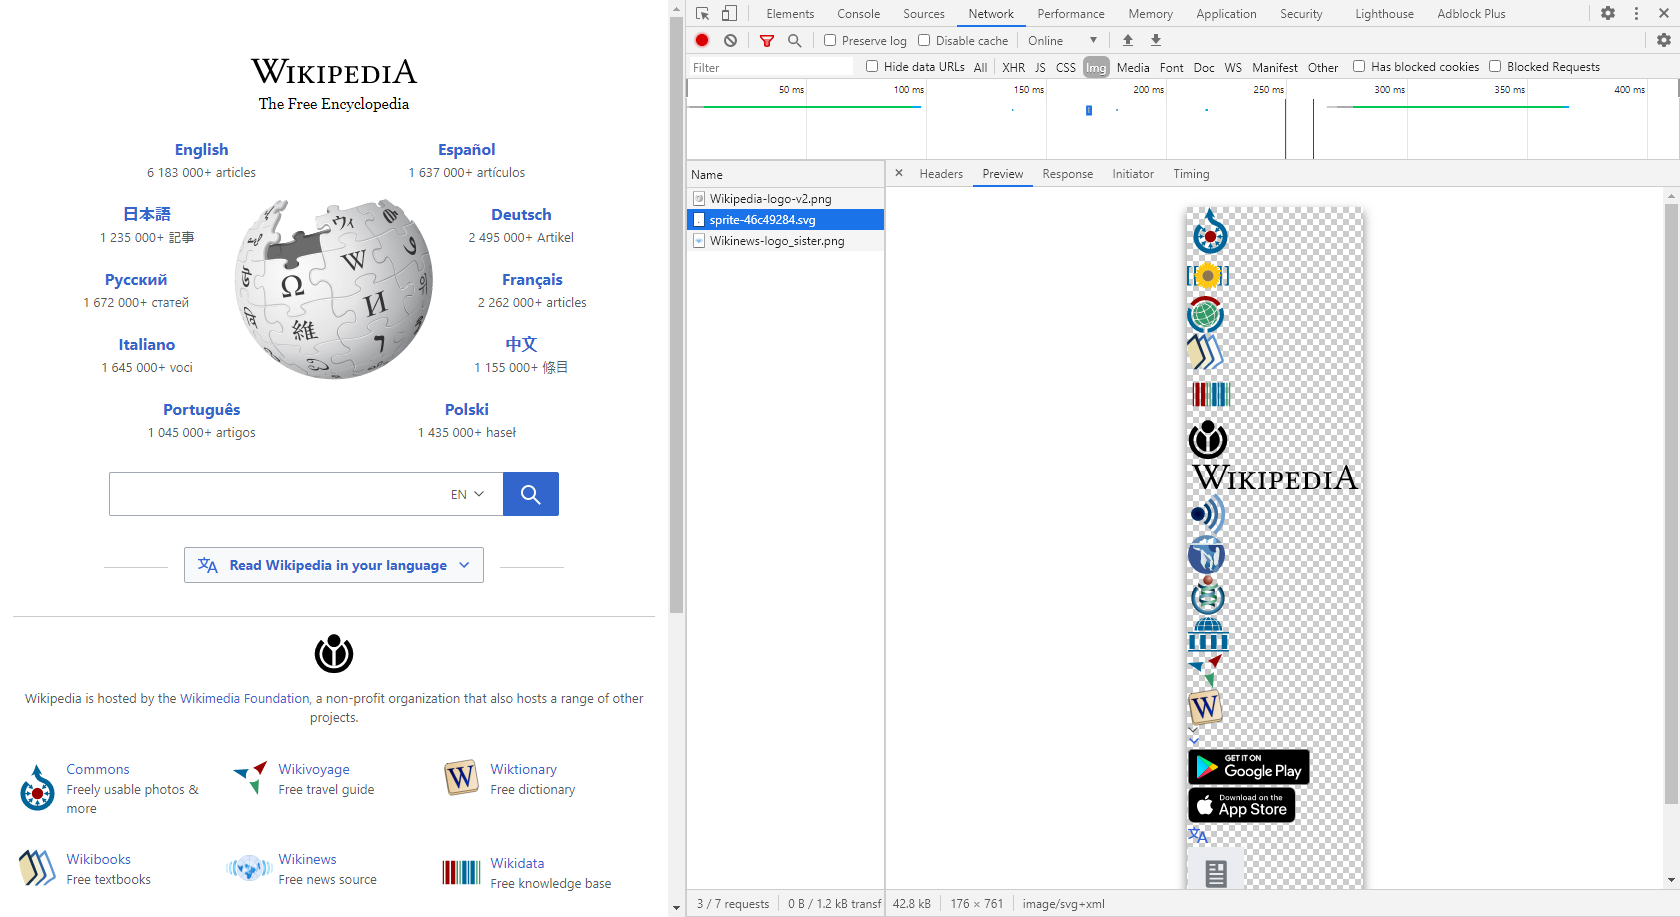 WIKIPEDIA
The Free Encyclopedia
English
6 183 000+ articles
Español
1 637 000+ artículos
日本語
1 235 000+ 記事
Deutsch
2 495 000+ Artikel
Русский
1 672 000+ статей
Français
2 262 000+ articles
Italiano
1 645 000+ voci
中文
1 155 000+ 條目
Português
1 045 000+ artigos
Polski
1 435 000+ haseł
Ω
W
И
維
EN
Read Wikipedia in your language
Wikipedia is hosted by the Wikimedia Foundation, a non-profit organization that also hosts a range of other
projects.
Commons
Freely usable photos &
more
Wikivoyage
Free travel guide
W
Wiktionary
Free dictionary
Wikibooks
Free textbooks
Wikinews
Free news source
Wikidata
Free knowledge base
Elements Console Sources Network Performance Memory Application Security Lighthouse Adblock Plus
Preserve log Disable cache Online
Filter Hide data URLs All XHR JS CSS Img Media Font Doc WS Manifest Other Has blocked cookies Blocked Requests
50 ms 100 ms 150 ms 200 ms 250 ms 300 ms 350 ms 400 ms
Name
Wikipedia-logo-v2.png
sprite-46c49284.svg
Wikinews-logo_sister.png
× Headers Preview Response Initiator Timing
WIKIPEDIA
W
GET IT ON
Google Play
Download on the
App Store
3 / 7 requests 0 B / 1.2 kB transf 42.8 kB 176 × 761 image/svg+xml